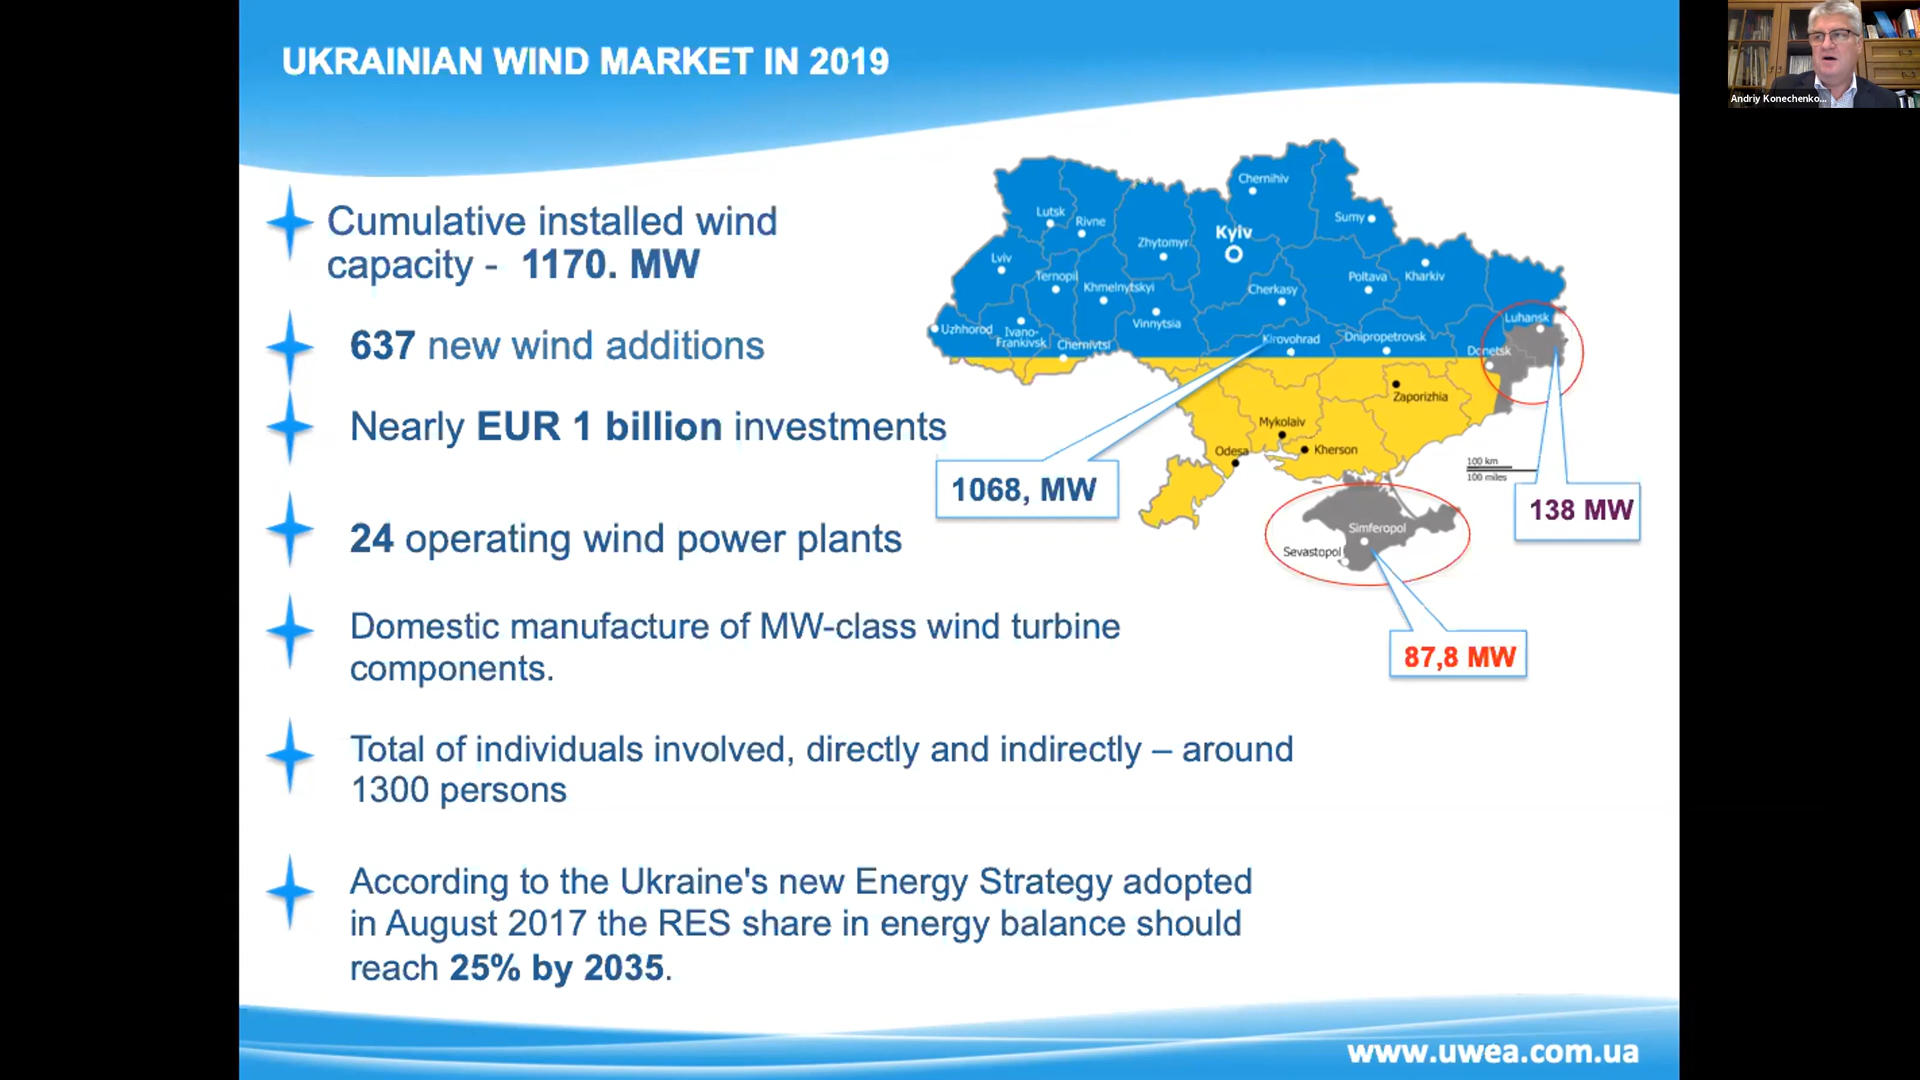 UKRAINIAN WIND MARKET IN 2019
Andriy Konechenko...
Cumulative installed wind
capacity - 1170. MW
637 new wind additions
Nearly EUR 1 billion investments
24 operating wind power plants
Domestic manufacture of MW-class wind turbine
components.
Total of individuals involved, directly and indirectly – around
1300 persons
According to the Ukraine's new Energy Strategy adopted
in August 2017 the RES share in energy balance should
reach 25% by 2035.
Chernihiv
Lutsk
Rivne
Sumy
Kyiv
Zhytomyr
Lviv
Ternopil
Khmelnytskyi
Cherkasy
Poltava
Kharkiv
Vinnytsia
Luhansk
Uzhhorod
Ivano-
Frankivsk
Chernivtsi
Kirovohrad
Dnipropetrovsk
Donetsk
Zaporizhia
Mykolaiv
Odesa
Kherson
100 km
100 miles
1068, MW
138 MW
Simferopol
Sevastopol
87,8 MW
www.uwea.com.ua